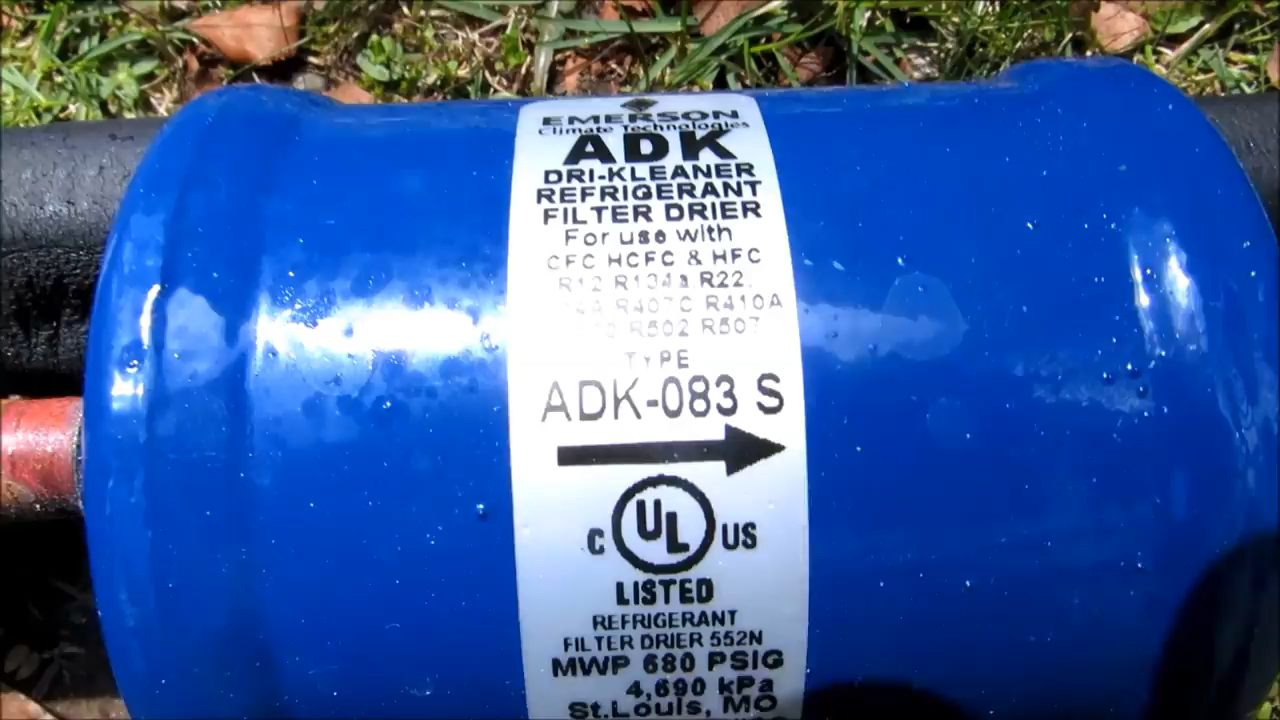 EMERSON
Climate Technologies
ADK
DRI-KLEANER
REFRIGERANT
FILTER DRIER
For use with
CFC HCFC & HFC
R12 R134a R22,
R407C R410A
R502 R507
TYPE
ADK-083 S
C UL US
LISTED
REFRIGERANT
FILTER DRIER 552N
MWP 680 PSIG
4,690 kPa
St.Louis, MO